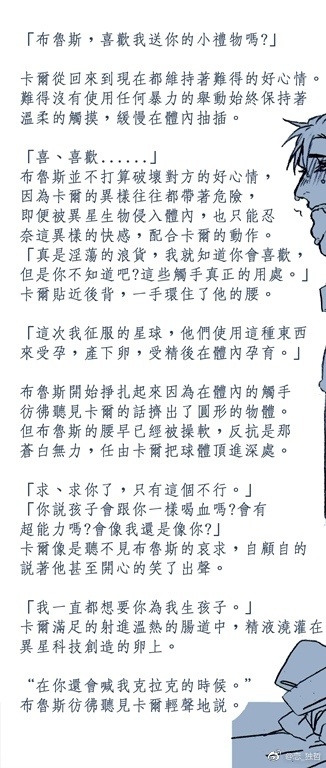 「布魯斯，喜歡我送你的小禮物嗎？」
卡爾從回來到現在都維持著難得的好心情。
難得沒有使用任何暴力的舉動始終保持著
溫柔的觸摸，緩慢在體內抽插。
「喜、喜歡......」
布魯斯並不打算破壞對方的好心情，
因為卡爾的異樣往往都帶著危險，
即便被異星生物侵入體內，也只能忍
奈這異樣的快感，配合卡爾的動作。
「真是淫蕩的浪貨，我就知道你會喜歡，
但是你不知道吧？這些觸手真正的用處。」
卡爾貼近後背，一手環住了他的腰。
「這次我征服的星球，他們使用這種東西
來受孕，產下卵，受精後在體內孕育。」
布魯斯開始掙扎起來因為在體內的觸手
彷彿聽見卡爾的話擠出了圓形的物體。
但布魯斯的腰早已經被操軟，反抗是那
蒼白無力，任由卡爾把球體頂進深處。
「求、求你了，只有這個不行。」
「你說孩子會跟你一樣喝血嗎？會有
超能力嗎？會像我還是像你？」
卡爾像是聽不見布魯斯的哀求，自顧自的
説著他甚至開心的笑了出聲。
「我一直都想要你為我生孩子。」
卡爾滿足的射進溫熱的腸道中，精液澆灌在
異星科技創造的卵上。
“在你還會喊我克拉克的時候。”
布魯斯彷彿聽見卡爾輕聲地説。